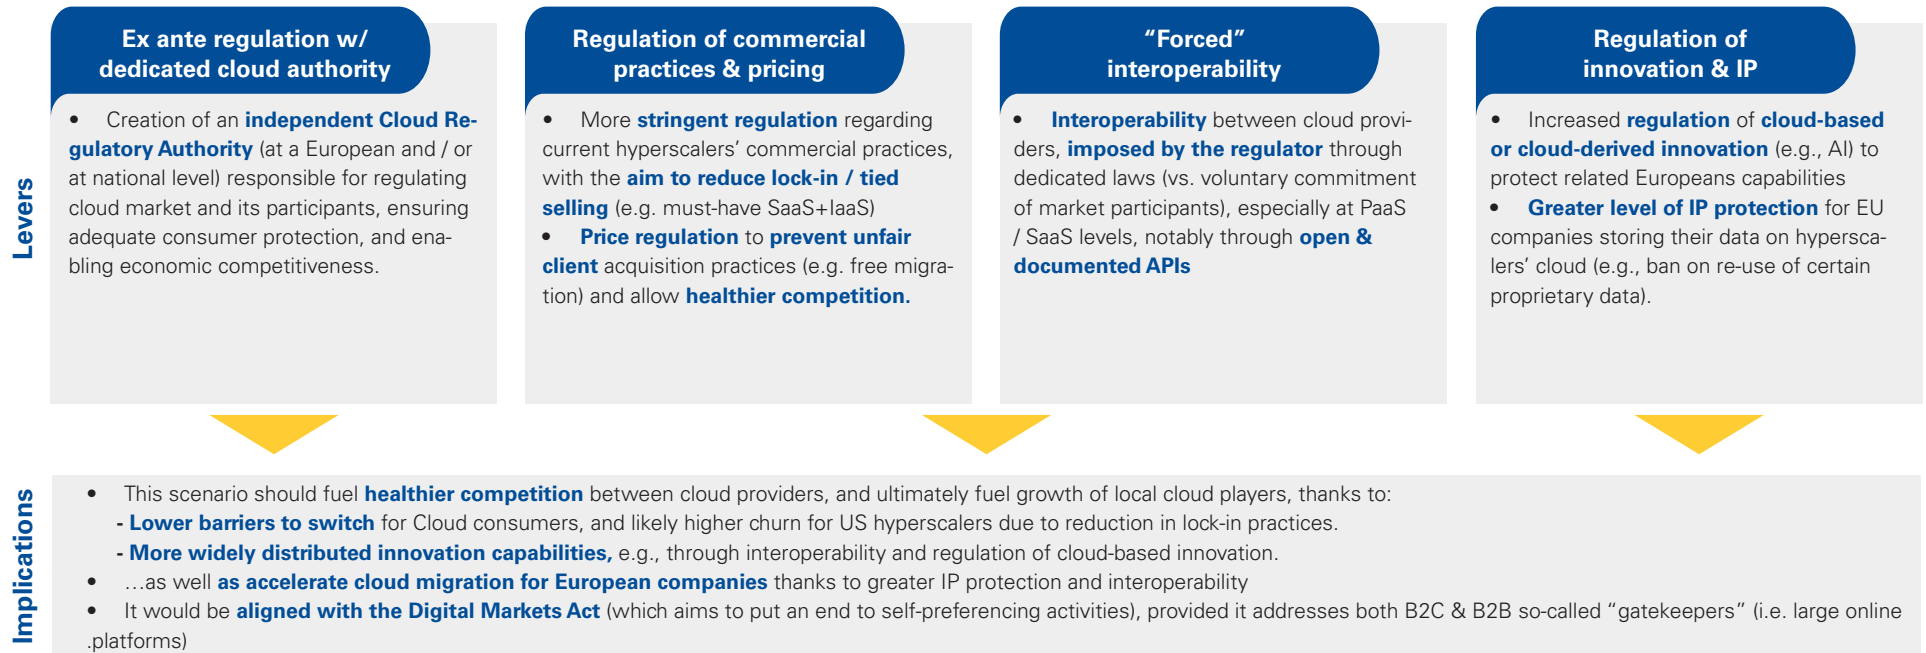 Levers
Ex ante regulation w/
dedicated cloud authority
• Creation of an independent Cloud Re-
gulatory Authority (at a European and / or
at national level) responsible for regulating
cloud market and its participants, ensuring
adequate consumer protection, and ena-
bling economic competitiveness.
Regulation of commercial
practices & pricing
• More stringent regulation regarding
current hyperscalers’ commercial practices,
with the aim to reduce lock-in / tied
selling (e.g. must-have SaaS+IaaS)
• Price regulation to prevent unfair
client acquisition practices (e.g. free migra-
tion) and allow healthier competition.
“Forced”
interoperability
• Interoperability between cloud provi-
ders, imposed by the regulator through
dedicated laws (vs. voluntary commitment
of market participants), especially at PaaS
/ SaaS levels, notably through open &
documented APIs
Regulation of
innovation & IP
• Increased regulation of cloud-based
or cloud-derived innovation (e.g., AI) to
protect related Europeans capabilities
• Greater level of IP protection for EU
companies storing their data on hypersca-
lers’ cloud (e.g., ban on re-use of certain
proprietary data).
Implications
• This scenario should fuel healthier competition between cloud providers, and ultimately fuel growth of local cloud players, thanks to:
- Lower barriers to switch for Cloud consumers, and likely higher churn for US hyperscalers due to reduction in lock-in practices.
- More widely distributed innovation capabilities, e.g., through interoperability and regulation of cloud-based innovation.
• …as well as accelerate cloud migration for European companies thanks to greater IP protection and interoperability
• It would be aligned with the Digital Markets Act (which aims to put an end to self-preferencing activities), provided it addresses both B2C & B2B so-called “gatekeepers” (i.e. large online
.platforms)